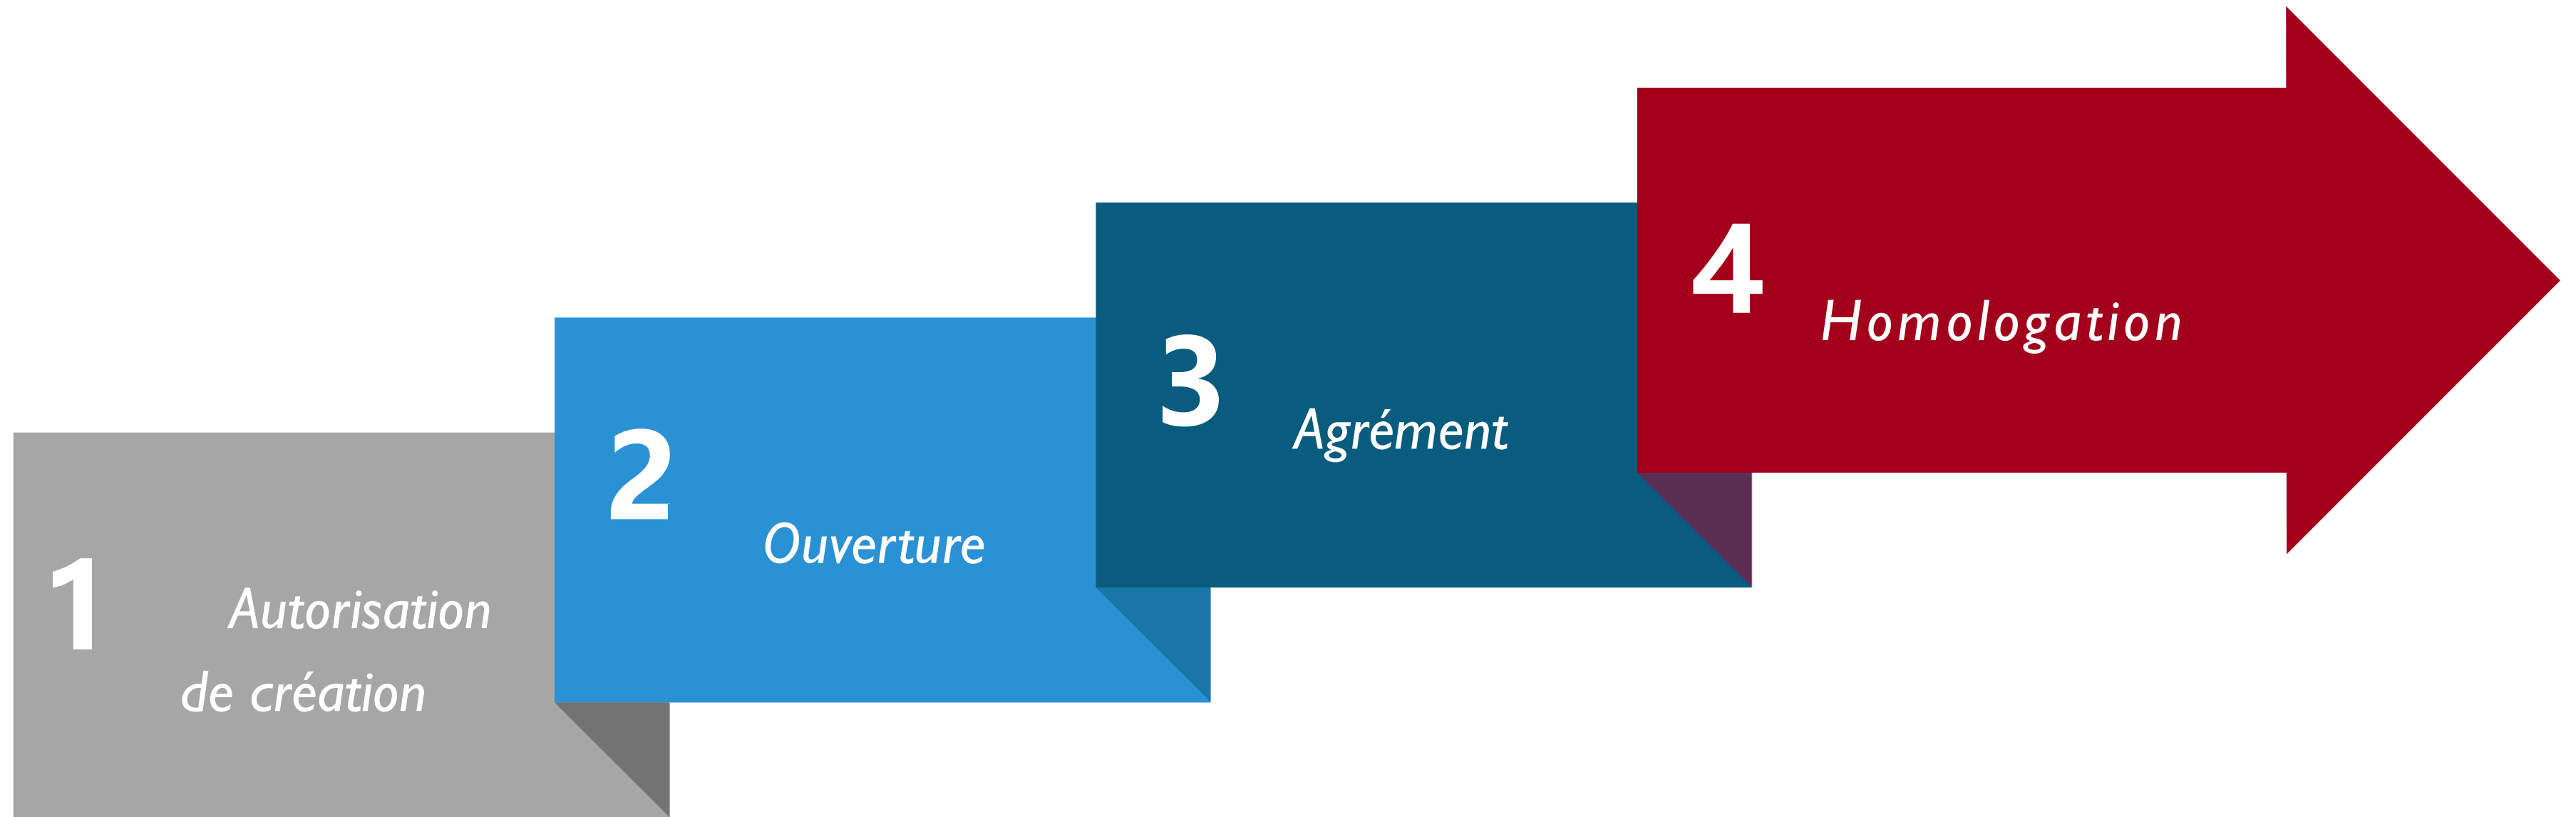 1
Autorisation
de création
2
Ouverture
3
Agrément
4
Homologation